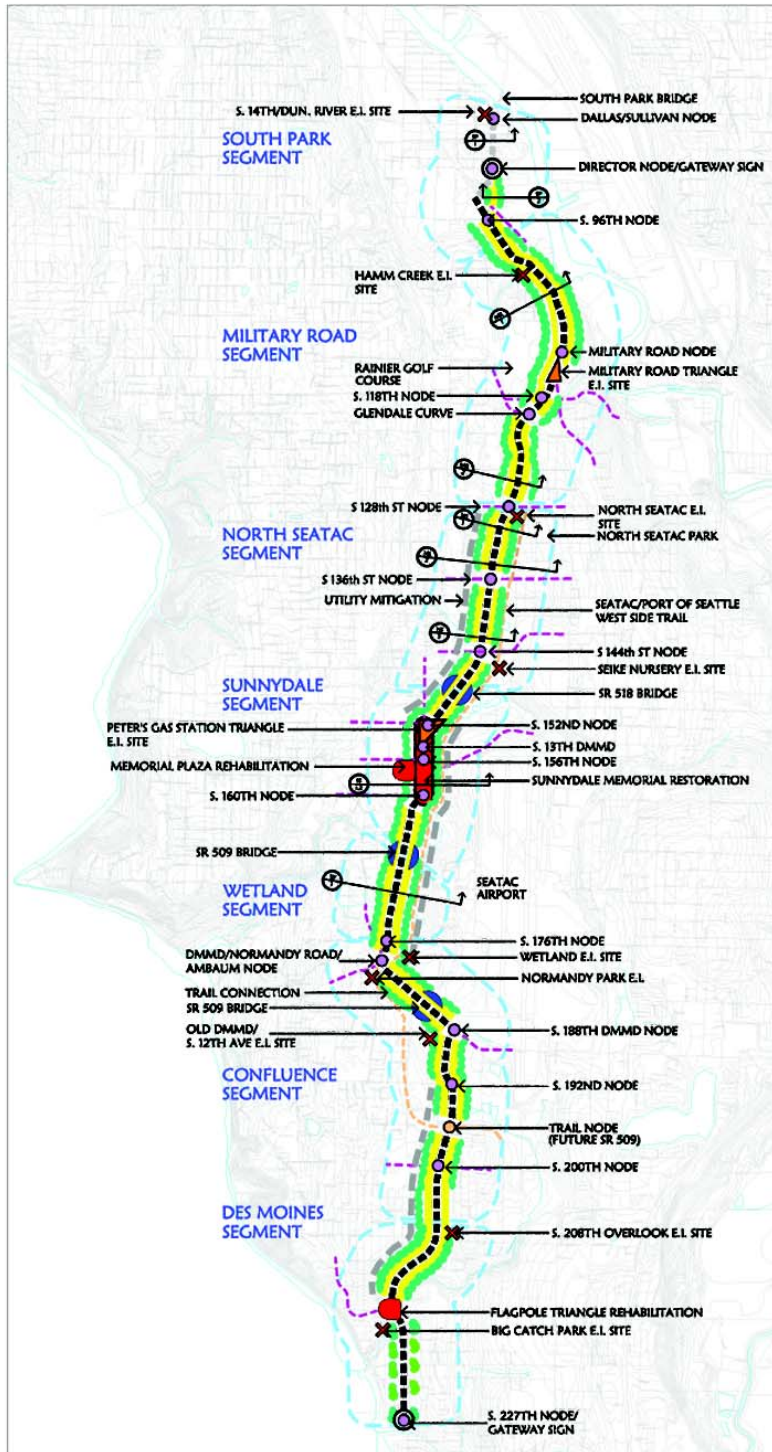 SOUTH PARK BRIDGE
S. 14TH/DUN. RIVER E.I. SITE
DALLAS/SULLIVAN NODE
SOUTH PARK
SEGMENT
DIRECTOR NODE/GATEWAY SIGN
S. 96TH NODE
HAMM CREEK E.I.
SITE
MILITARY ROAD
SEGMENT
MILITARY ROAD NODE
RAINIER GOLF
COURSE
MILITARY ROAD TRIANGLE
E.I. SITE
S. 118TH NODE
GLENDALE CURVE
S 128th ST NODE
NORTH SEATAC E.I.
SITE
NORTH SEATAC PARK
NORTH SEATAC
SEGMENT
S 136th ST NODE
UTILITY MITIGATION
SEATAC/PORT OF SEATTLE
WEST SIDE TRAIL
S 144th ST NODE
SEIKE NURSERY E.I. SITE
SUNNYDALE
SEGMENT
SR 518 BRIDGE
PETER'S GAS STATION TRIANGLE
E.I. SITE
S. 152ND NODE
S. 13TH DMMD
MEMORIAL PLAZA REHABILITATION
S. 156TH NODE
SUNNYDALE MEMORIAL RESTORATION
S. 160TH NODE
SR 509 BRIDGE
WETLAND
SEGMENT
SEATAC
AIRPORT
S. 176TH NODE
DMMD/NORMANDY ROAD/
AMBAUM NODE
WETLAND E.I. SITE
NORMANDY PARK E.I.
TRAIL CONNECTION
SR 509 BRIDGE
OLD DMMD/
S. 12TH AVE E.I. SITE
S. 188TH DMMD NODE
CONFLUENCE
SEGMENT
S. 192ND NODE
TRAIL NODE
(FUTURE SR 509)
S. 200TH NODE
DES MOINES
SEGMENT
S. 208TH OVERLOOK E.I. SITE
FLAGPOLE TRIANGLE REHABILITATION
BIG CATCH PARK E.I. SITE
S. 227TH NODE/
GATEWAY SIGN